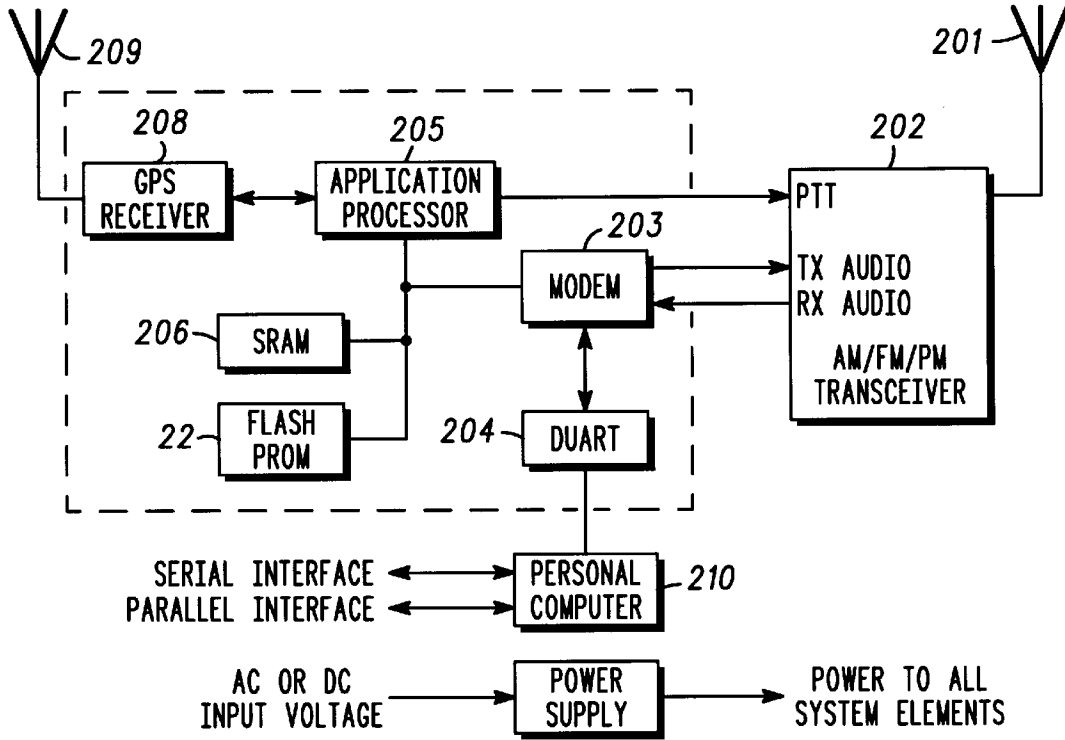 209
201
208
205
202
GPS
RECEIVER
APPLICATION
PROCESSOR
PTT
203
MODEM
TX AUDIO
RX AUDIO
206
SRAM
AM/FM/PM
TRANSCEIVER
22
FLASH
PROM
204
DUART
SERIAL INTERFACE
PARALLEL INTERFACE
PERSONAL
COMPUTER
210
AC OR DC
INPUT VOLTAGE
POWER
SUPPLY
POWER TO ALL
SYSTEM ELEMENTS